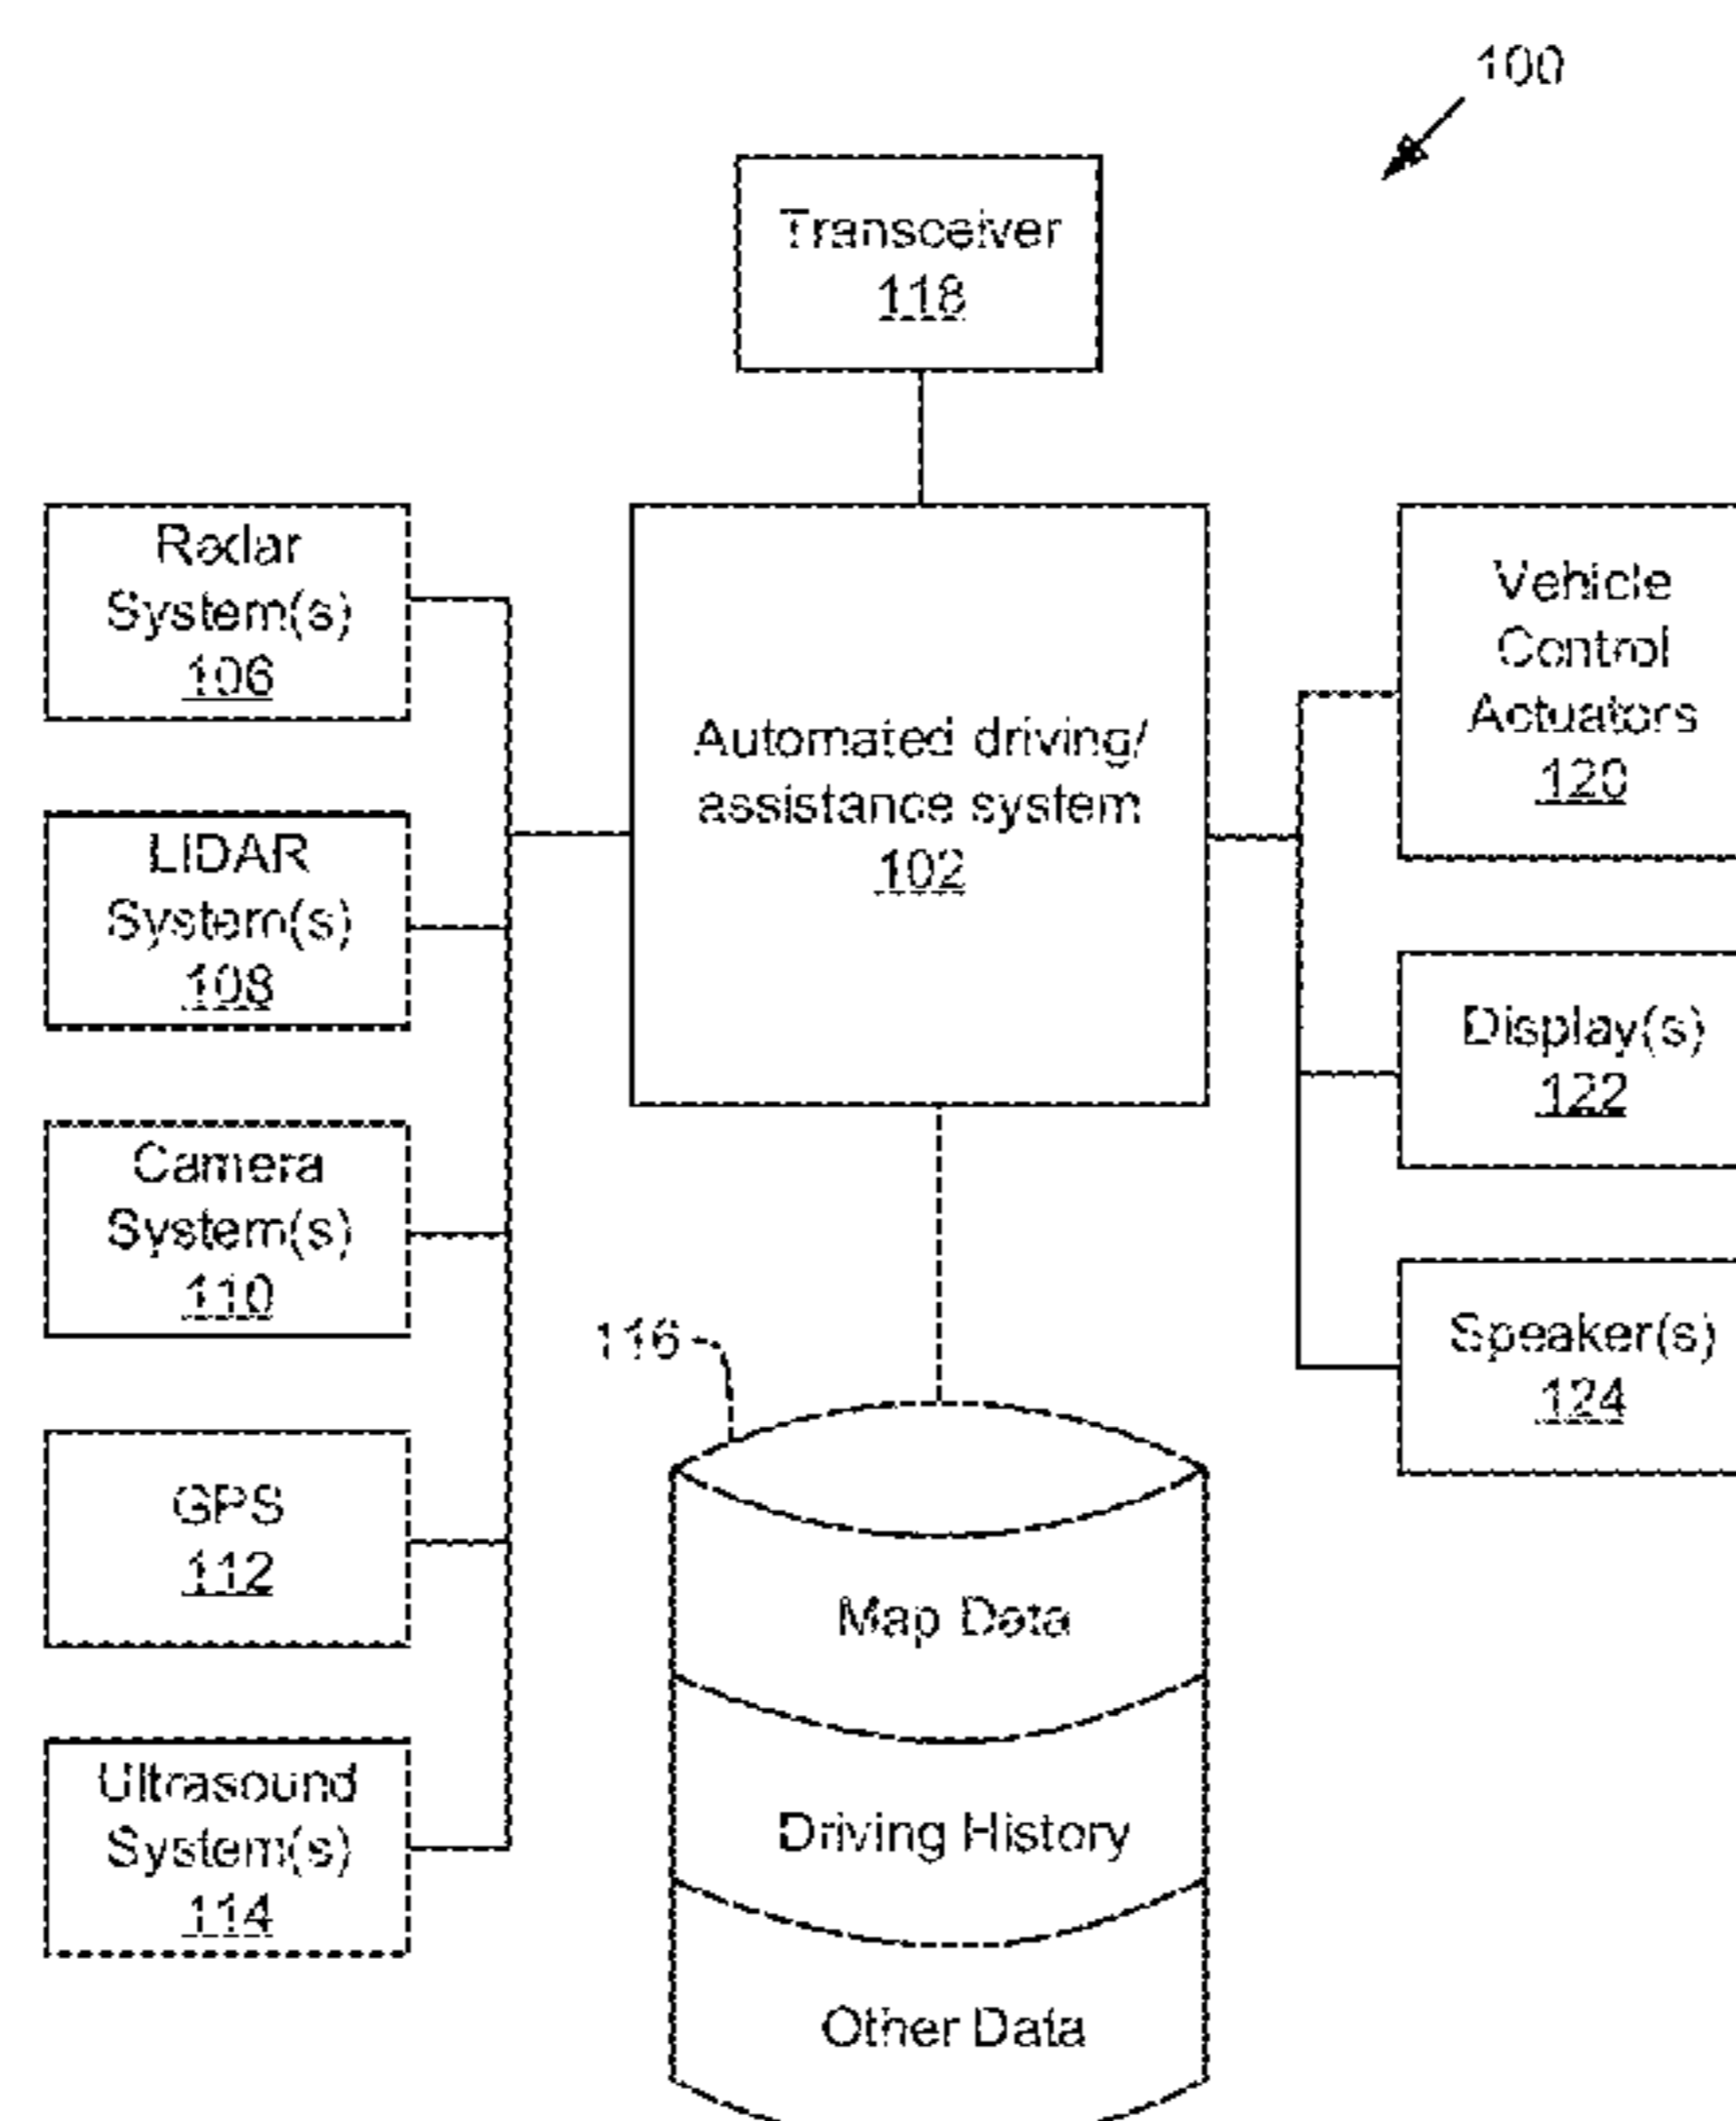 100
Transceiver
118
Radar
System(s)
106
LIDAR
System(s)
108
Camera
System(s)
110
GPS
112
Ultrasound
System(s)
114
Automated driving/
assistance system
102
116
Map Data
Driving History
Other Data
Vehicle
Control
Actuators
120
Display(s)
122
Speaker(s)
124